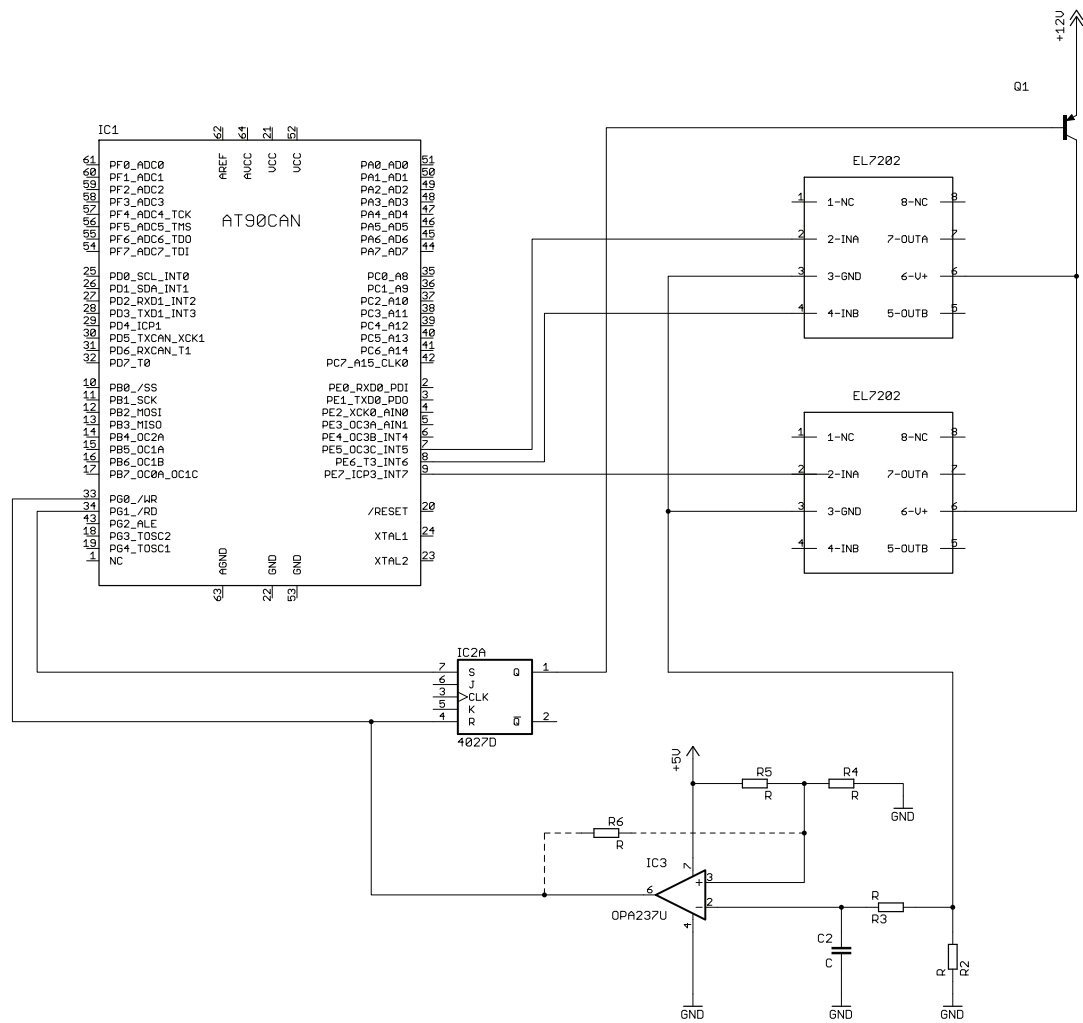 +12V
Q1
IC1
62 AREF
64 AVCC
21 VCC
52 VCC
AT90CAN
61 PF0_ADC0
60 PF1_ADC1
59 PF2_ADC2
58 PF3_ADC3
57 PF4_ADC4_TCK
56 PF5_ADC5_TMS
55 PF6_ADC6_TDO
54 PF7_ADC7_TDI
25 PD0_SCL_INT0
26 PD1_SDA_INT1
27 PD2_RXD1_INT2
28 PD3_TXD1_INT3
29 PD4_ICP1
30 PD5_TXCAN_XCK1
31 PD6_RXCAN_T1
32 PD7_T0
10 PB0_/SS
11 PB1_SCK
12 PB2_MOSI
13 PB3_MISO
14 PB4_OC2A
15 PB5_OC1A
16 PB6_OC1B
17 PB7_OC0A_OC1C
33 PG0_/WR
34 PG1_/RD
43 PG2_ALE
18 PG3_TOSC2
19 PG4_TOSC1
1 NC
PA0_AD0 51
PA1_AD1 50
PA2_AD2 49
PA3_AD3 48
PA4_AD4 47
PA5_AD5 46
PA6_AD6 45
PA7_AD7 44
PC0_A8 35
PC1_A9 36
PC2_A10 37
PC3_A11 38
PC4_A12 39
PC5_A13 40
PC6_A14 41
PC7_A15_CLK0 42
PE0_RXD0_PDI 2
PE1_TXD0_PDO 3
PE2_XCK0_AIN0 4
PE3_OC3A_AIN1 5
PE4_OC3B_INT4 6
PE5_OC3C_INT5 7
PE6_T3_INT6 8
PE7_ICP3_INT7 9
/RESET 20
XTAL1 24
XTAL2 23
AGND 63
GND 22
GND 53
EL7202
1 1-NC 8-NC 8
2 2-INA 7-OUTA 7
3 3-GND 6-V+ 6
4 4-INB 5-OUTB 5
EL7202
1 1-NC 8-NC 8
2 2-INA 7-OUTA 7
3 3-GND 6-V+ 6
4 4-INB 5-OUTB 5
IC2A
7 S Q 1
6 J
3 CLK
5 K
4 R Q̅ 2
4027D
+5V
R5
R
R4
R
GND
R6
R
IC3
7
+ 3
6
- 2
4
OPA237U
R
R3
C2
C
R
R2
GND
GND
GND